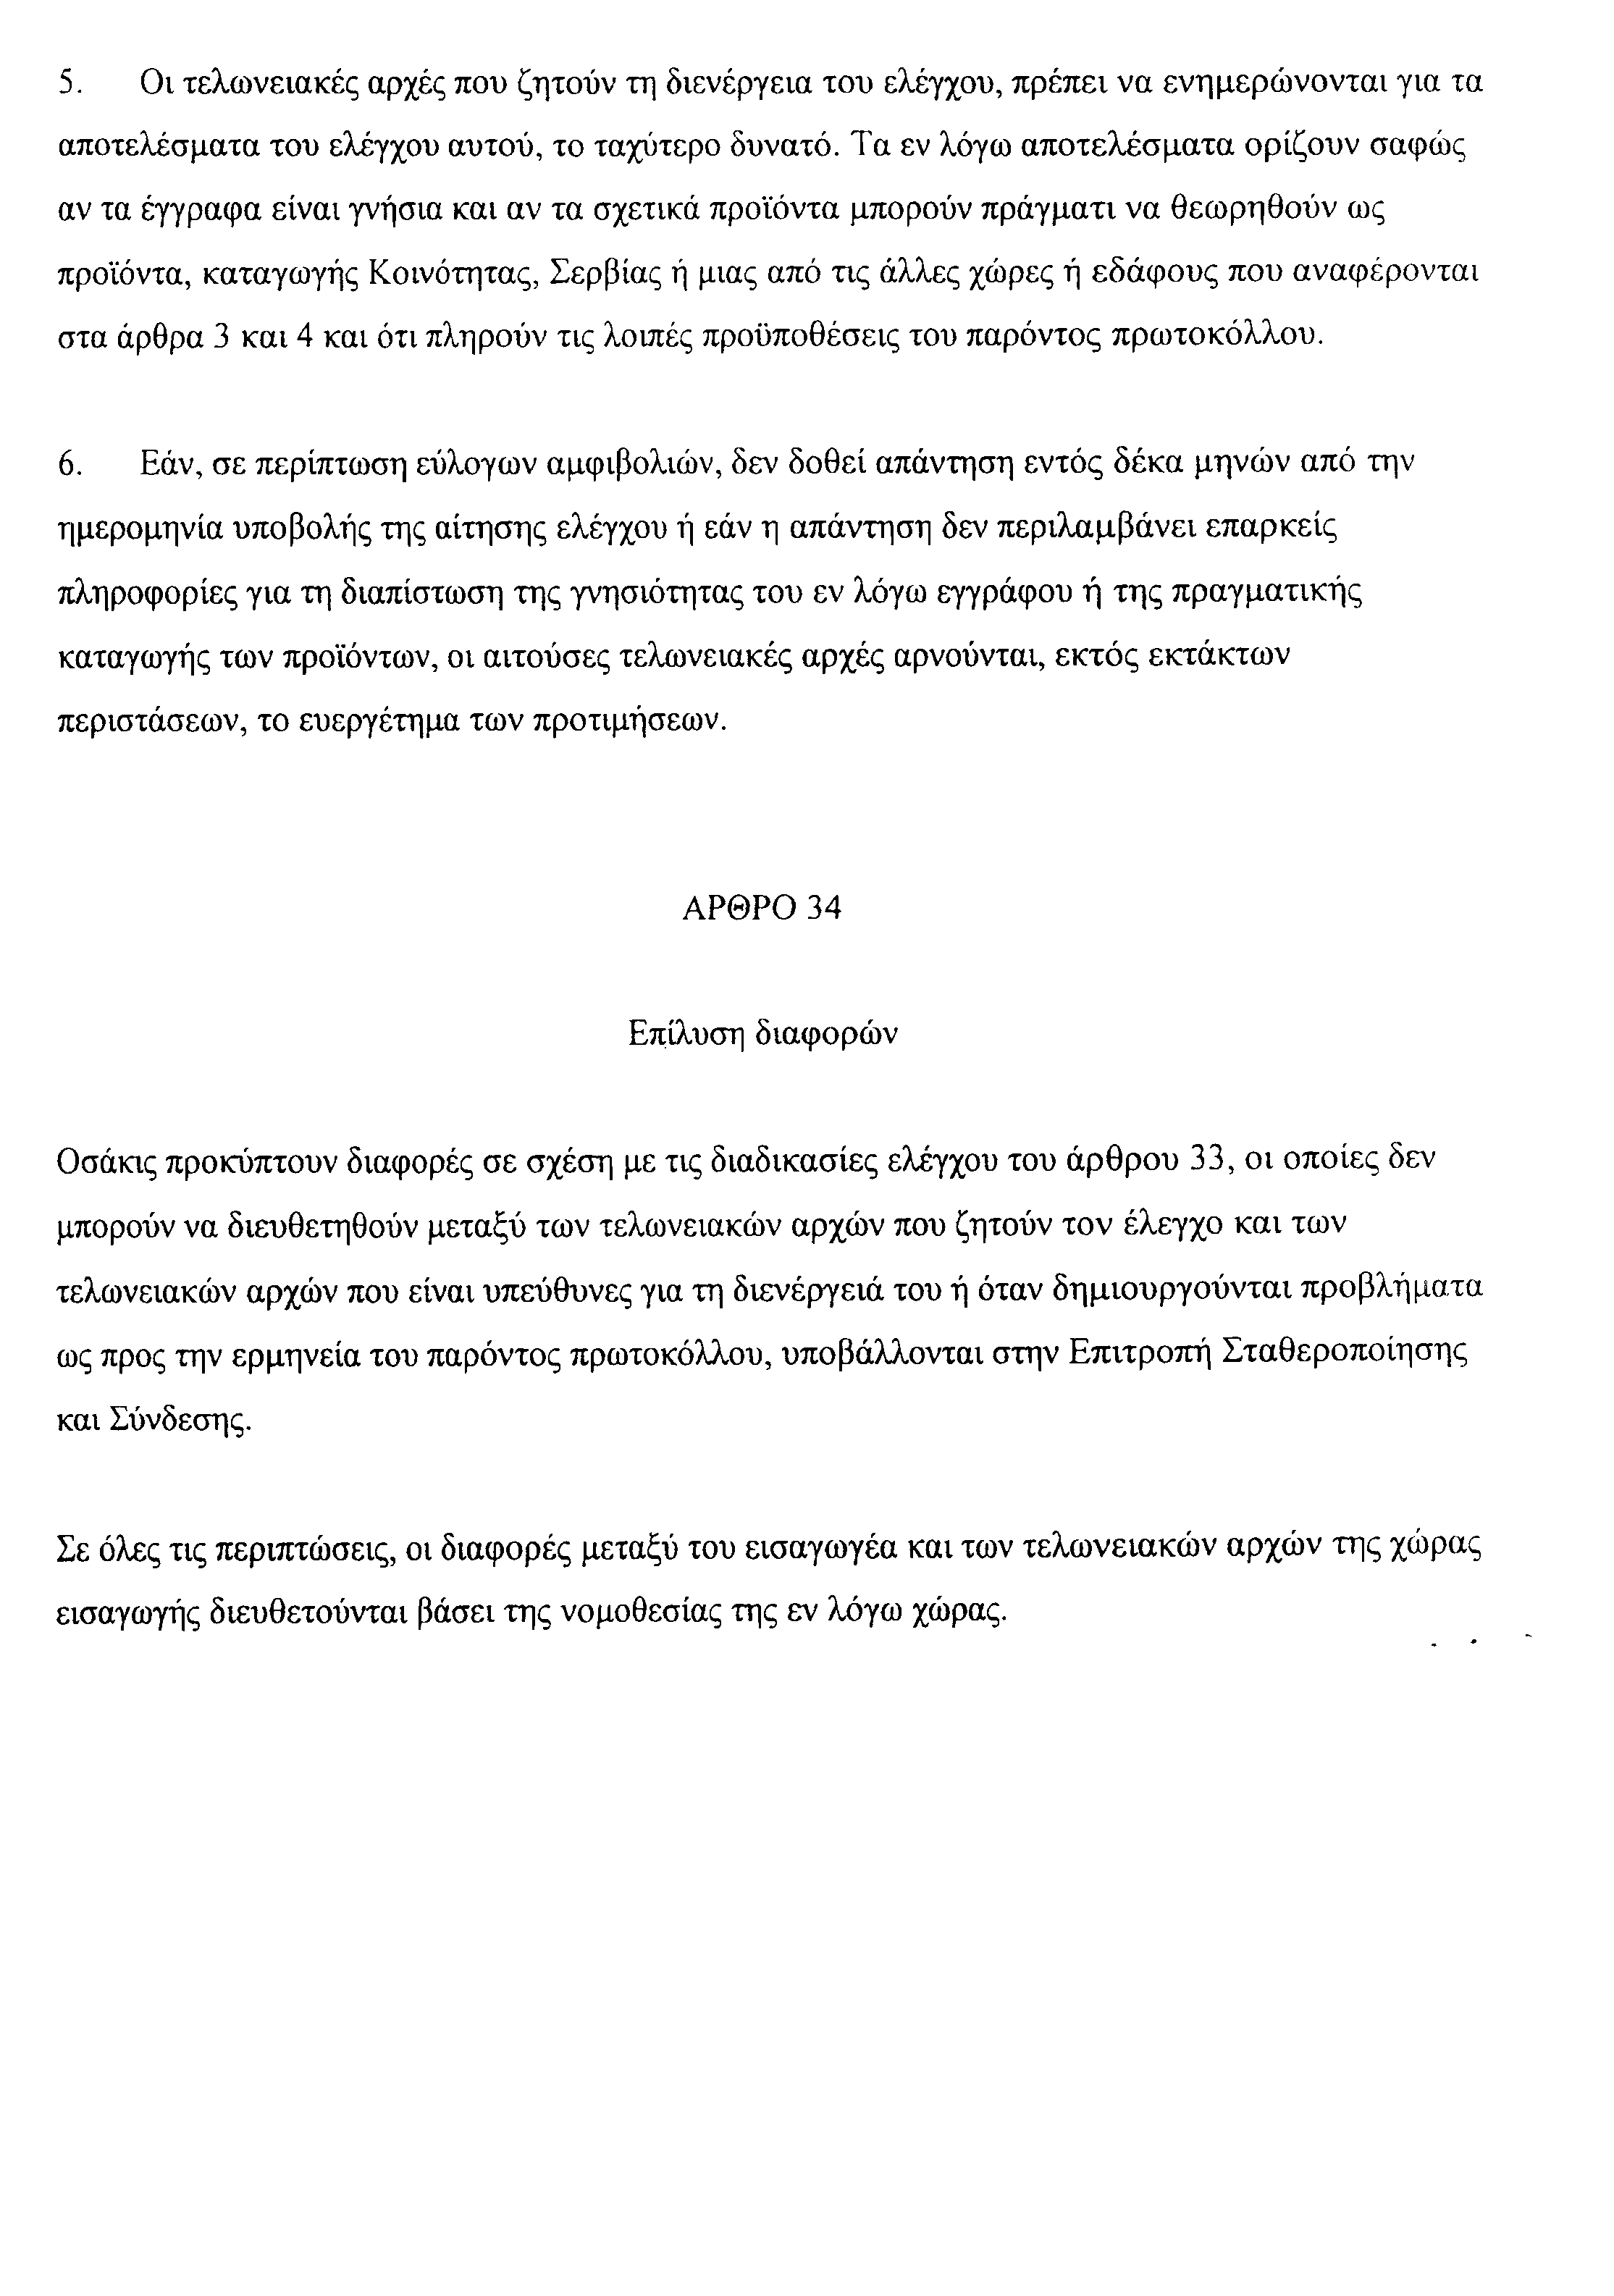 5. Οι τελωνειακές αρχές που ζητούν τη διενέργεια του ελέγχου, πρέπει να ενημερώνονται για τα
αποτελέσματα του ελέγχου αυτού, το ταχύτερο δυνατό. Τα εν λόγω αποτελέσματα ορίζουν σαφώς
αν τα έγγραφα είναι γνήσια και αν τα σχετικά προϊόντα μπορούν πράγματι να θεωρηθούν ως
προϊόντα, καταγωγής Κοινότητας, Σερβίας ή μιας από τις άλλες χώρες ή εδάφους που αναφέρονται
στα άρθρα 3 και 4 και ότι πληρούν τις λοιπές προϋποθέσεις του παρόντος πρωτοκόλλου.
6. Εάν, σε περίπτωση εύλογων αμφιβολιών, δεν δοθεί απάντηση εντός δέκα μηνών από την
ημερομηνία υποβολής της αίτησης ελέγχου ή εάν η απάντηση δεν περιλαμβάνει επαρκείς
πληροφορίες για τη διαπίστωση της γνησιότητας του εν λόγω εγγράφου ή της πραγματικής
καταγωγής των προϊόντων, οι αιτούσες τελωνειακές αρχές αρνούνται, εκτός εκτάκτων
περιστάσεων, το ευεργέτημα των προτιμήσεων.
ΑΡΘΡΟ 34
Επίλυση διαφορών
Οσάκις προκύπτουν διαφορές σε σχέση με τις διαδικασίες ελέγχου του άρθρου 33, οι οποίες δεν
μπορούν να διευθετηθούν μεταξύ των τελωνειακών αρχών που ζητούν τον έλεγχο και των
τελωνειακών αρχών που είναι υπεύθυνες για τη διενέργειά του ή όταν δημιουργούνται προβλήματα
ως προς την ερμηνεία του παρόντος πρωτοκόλλου, υποβάλλονται στην Επιτροπή Σταθεροποίησης
και Σύνδεσης.
Σε όλες τις περιπτώσεις, οι διαφορές μεταξύ του εισαγωγέα και των τελωνειακών αρχών της χώρας
εισαγωγής διευθετούνται βάσει της νομοθεσίας της εν λόγω χώρας.